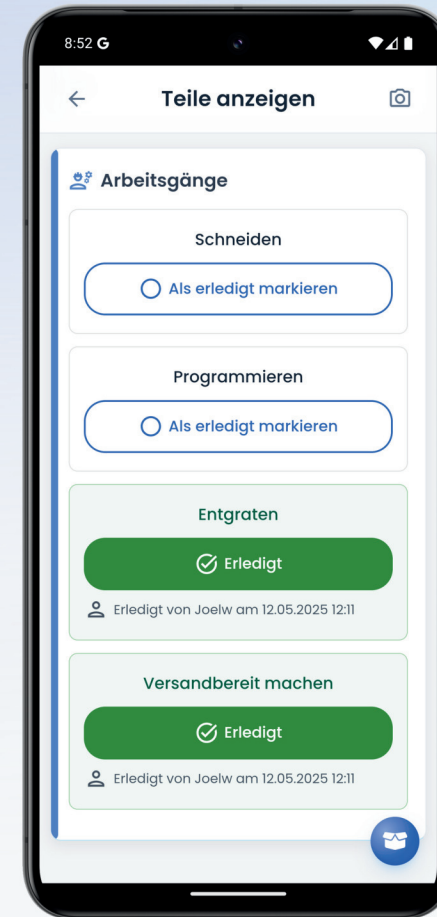 8:52 G
Teile anzeigen
Arbeitsgänge
Schneiden
Als erledigt markieren
Programmieren
Als erledigt markieren
Entgraten
Erledigt
Erledigt von Joelw am 12.05.2025 12:11
Versandbereit machen
Erledigt
Erledigt von Joelw am 12.05.2025 12:11